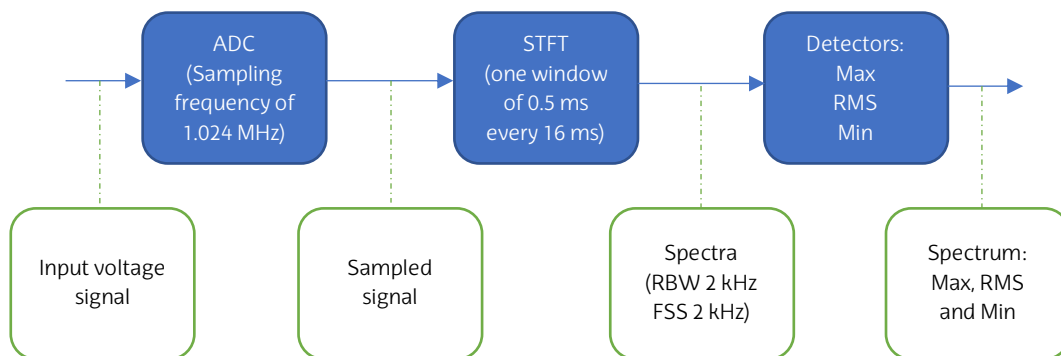 ADC
(Sampling
frequency of
1.024 MHz)
STFT
(one window
of 0.5 ms
every 16 ms)
Detectors:
Max
RMS
Min
Input voltage
signal
Sampled
signal
Spectra
(RBW 2 kHz
FSS 2 kHz)
Spectrum:
Max, RMS
and Min